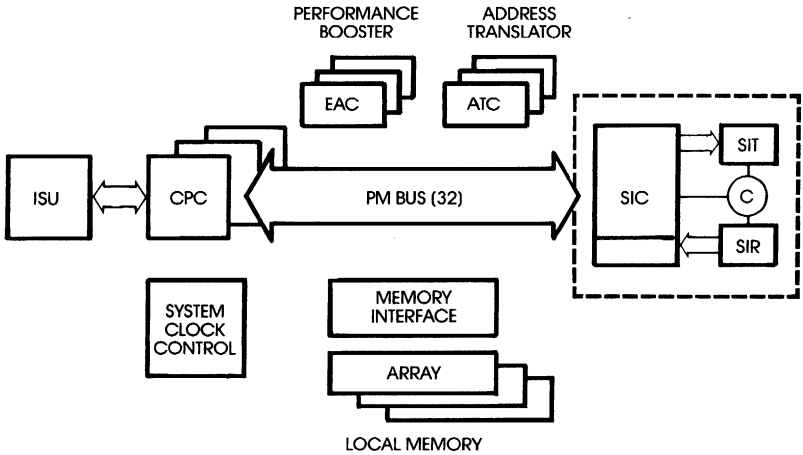 PERFORMANCE
BOOSTER
ADDRESS
TRANSLATOR
EAC
ATC
ISU
CPC
PM BUS (32)
SIC
SIT
C
SIR
SYSTEM
CLOCK
CONTROL
MEMORY
INTERFACE
ARRAY
LOCAL MEMORY